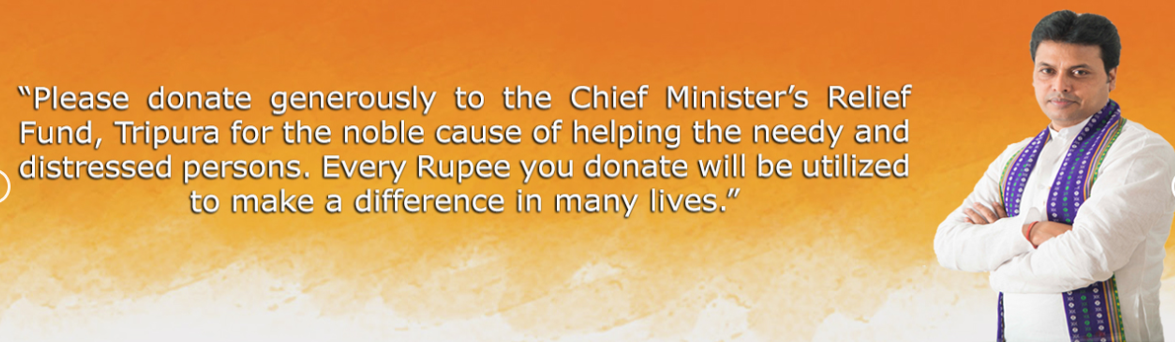 “Please donate generously to the Chief Minister’s Relief
Fund, Tripura for the noble cause of helping the needy and
distressed persons. Every Rupee you donate will be utilized
to make a difference in many lives.”